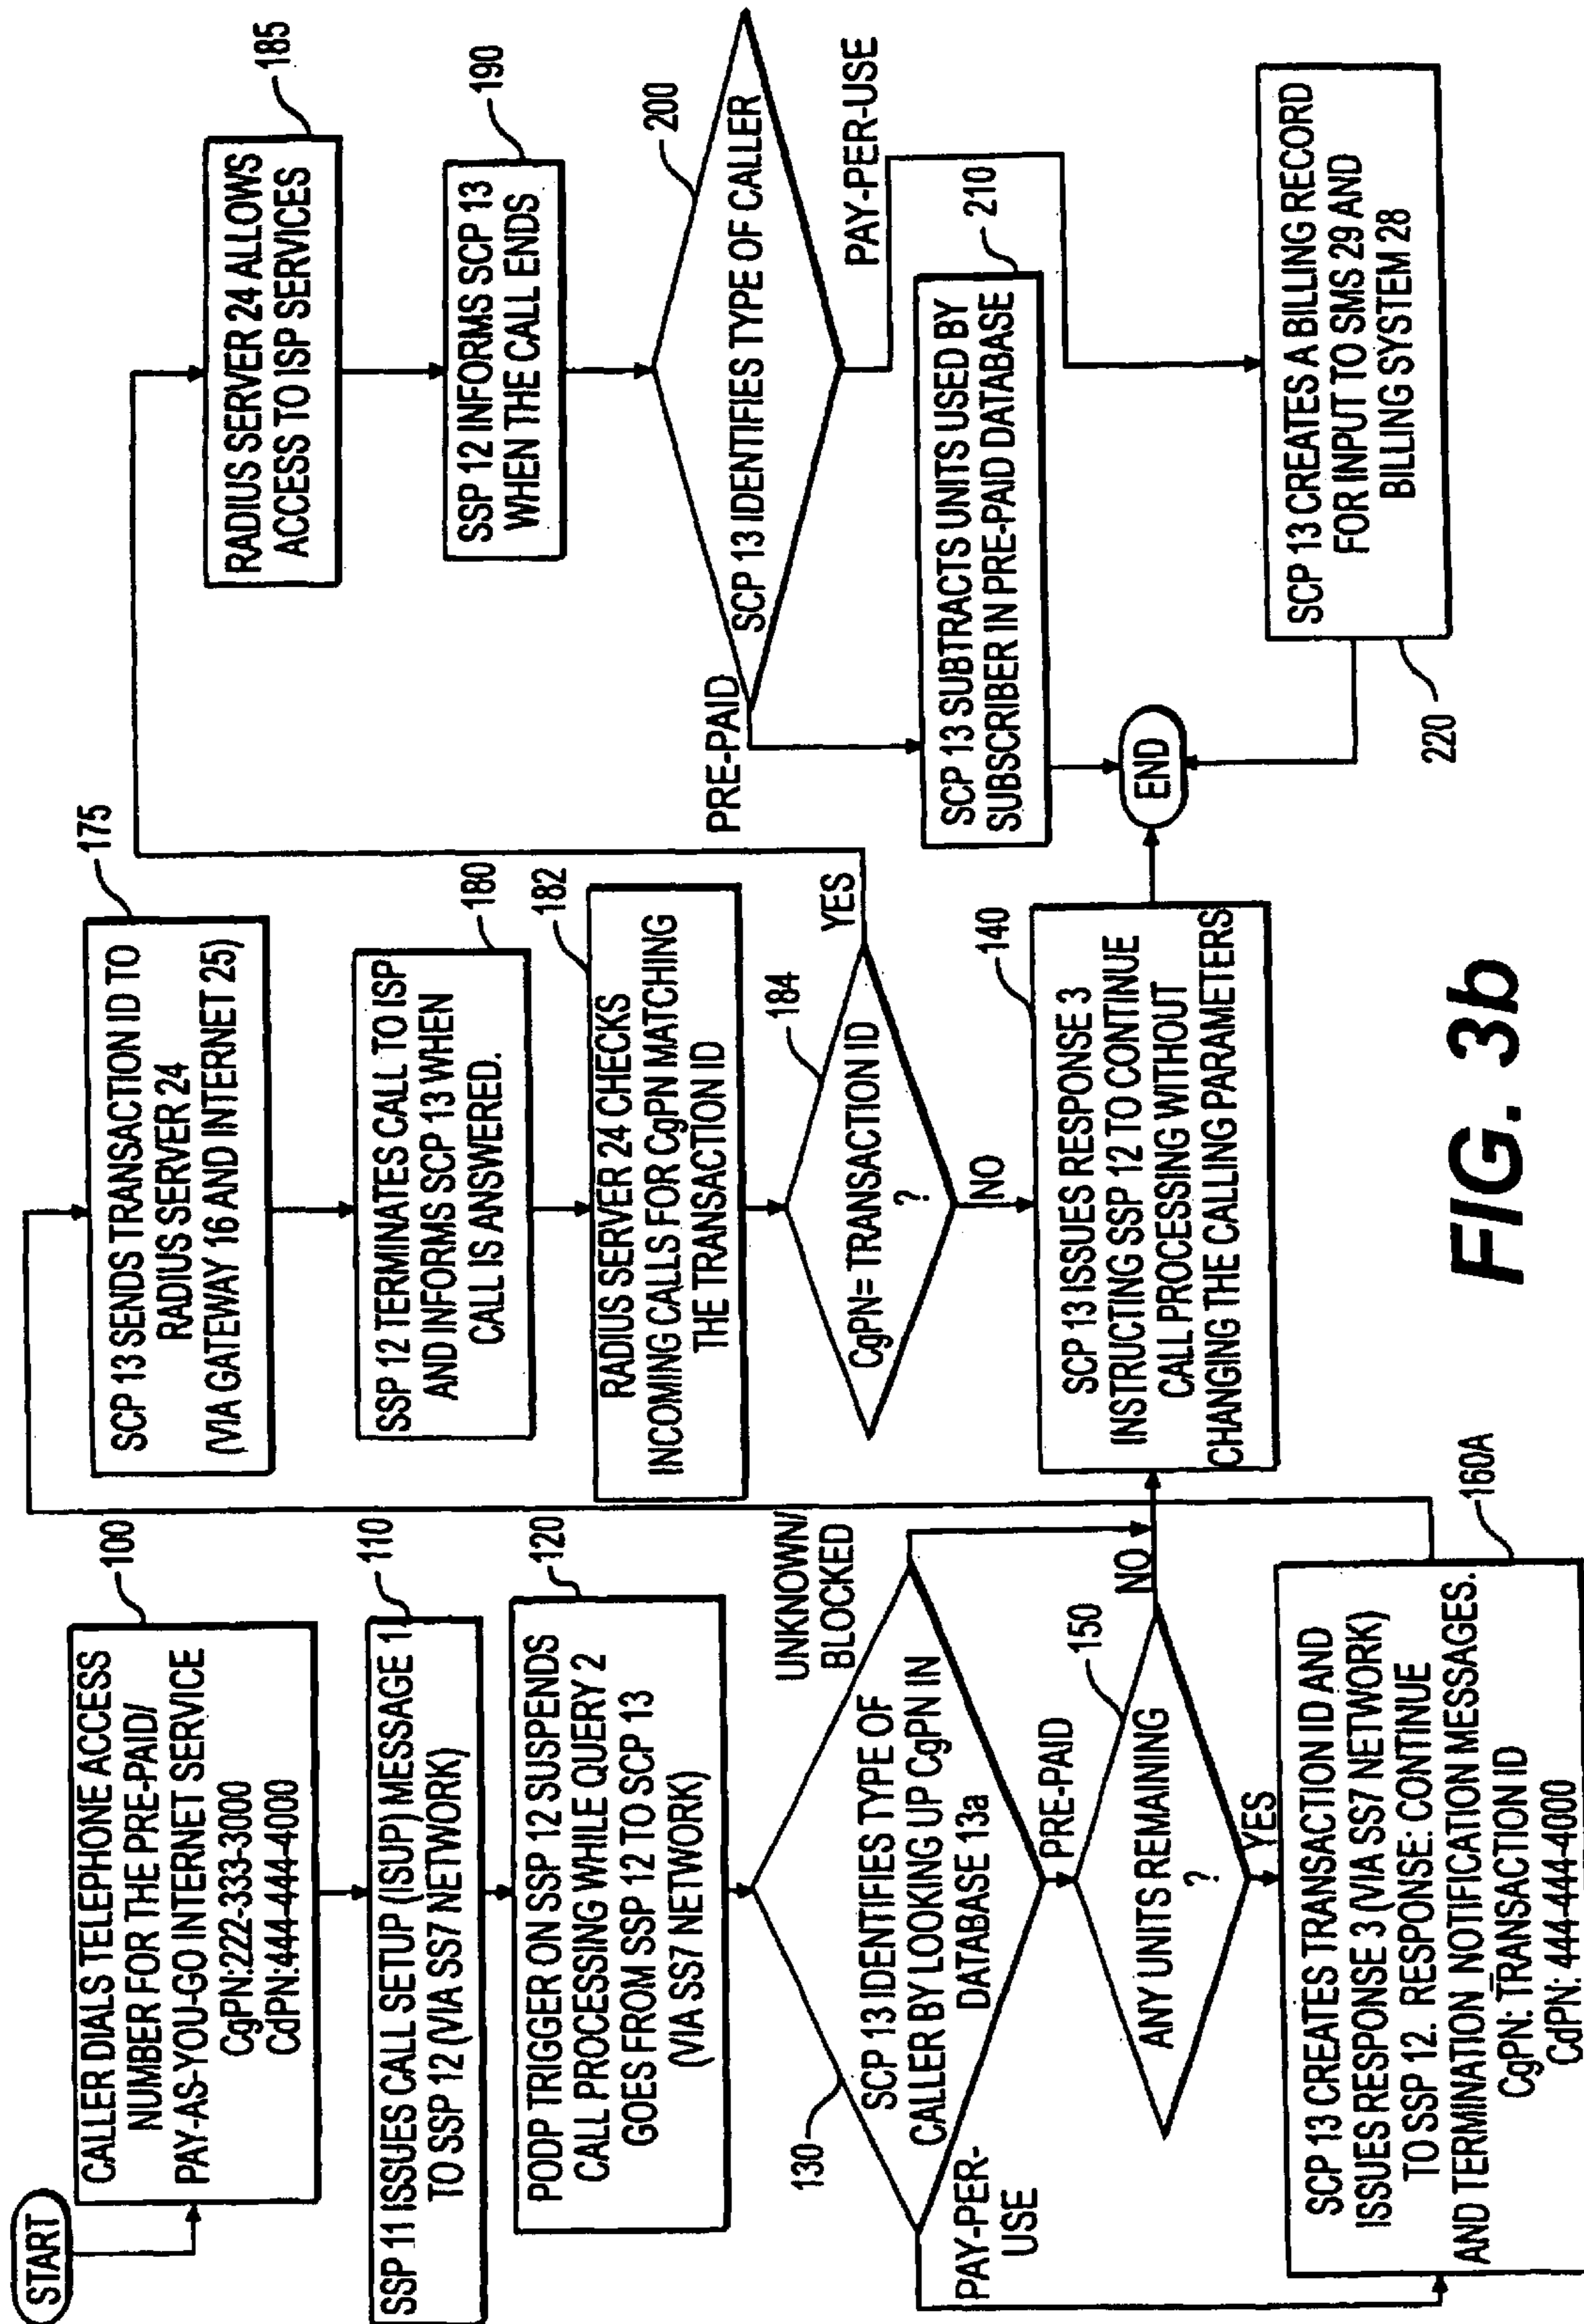 START
CALLER DIALS TELEPHONE ACCESS
NUMBER FOR THE PRE-PAID/
PAY-AS-YOU-GO INTERNET SERVICE
CgPN:222-333-3000
CdPN:444-444-4000
100
SSP 11 ISSUES CALL SETUP (ISUP) MESSAGE 1
TO SSP 12 (VIA SS7 NETWORK)
110
PODP TRIGGER ON SSP 12 SUSPENDS
CALL PROCESSING WHILE QUERY 2
GOES FROM SSP 12 TO SCP 13
(VIA SS7 NETWORK)
120
130
SCP 13 IDENTIFIES TYPE OF
CALLER BY LOOKING UP CgPN IN
DATABASE 13a
UNKNOWN/
BLOCKED
PAY-PER-
USE
PRE-PAID
150
ANY UNITS REMAINING
?
NO
YES
SCP 13 CREATES TRANSACTION ID AND
ISSUES RESPONSE 3 (VIA SS7 NETWORK)
TO SSP 12. RESPONSE: CONTINUE
AND TERMINATION NOTIFICATION MESSAGES.
CgPN: TRANSACTION ID
CdPN: 444-444-4000
160A
SCP 13 SENDS TRANSACTION ID TO
RADIUS SERVER 24
(VIA GATEWAY 16 AND INTERNET 25)
175
SSP 12 TERMINATES CALL TO ISP
AND INFORMS SCP 13 WHEN
CALL IS ANSWERED.
180
RADIUS SERVER 24 CHECKS
INCOMING CALLS FOR CgPN MATCHING
THE TRANSACTION ID
182
184
CgPN= TRANSACTION ID
?
YES
NO
SCP 13 ISSUES RESPONSE 3
INSTRUCTING SSP 12 TO CONTINUE
CALL PROCESSING WITHOUT
CHANGING THE CALLING PARAMETERS
140
RADIUS SERVER 24 ALLOWS
ACCESS TO ISP SERVICES
185
SSP 12 INFORMS SCP 13
WHEN THE CALL ENDS
190
SCP 13 IDENTIFIES TYPE OF CALLER
200
PRE-PAID
PAY-PER-USE
SCP 13 SUBTRACTS UNITS USED BY
SUBSCRIBER IN PRE-PAID DATABASE
210
END
SCP 13 CREATES A BILLING RECORD
FOR INPUT TO SMS 29 AND
BILLING SYSTEM 28
220
FIG. 3b